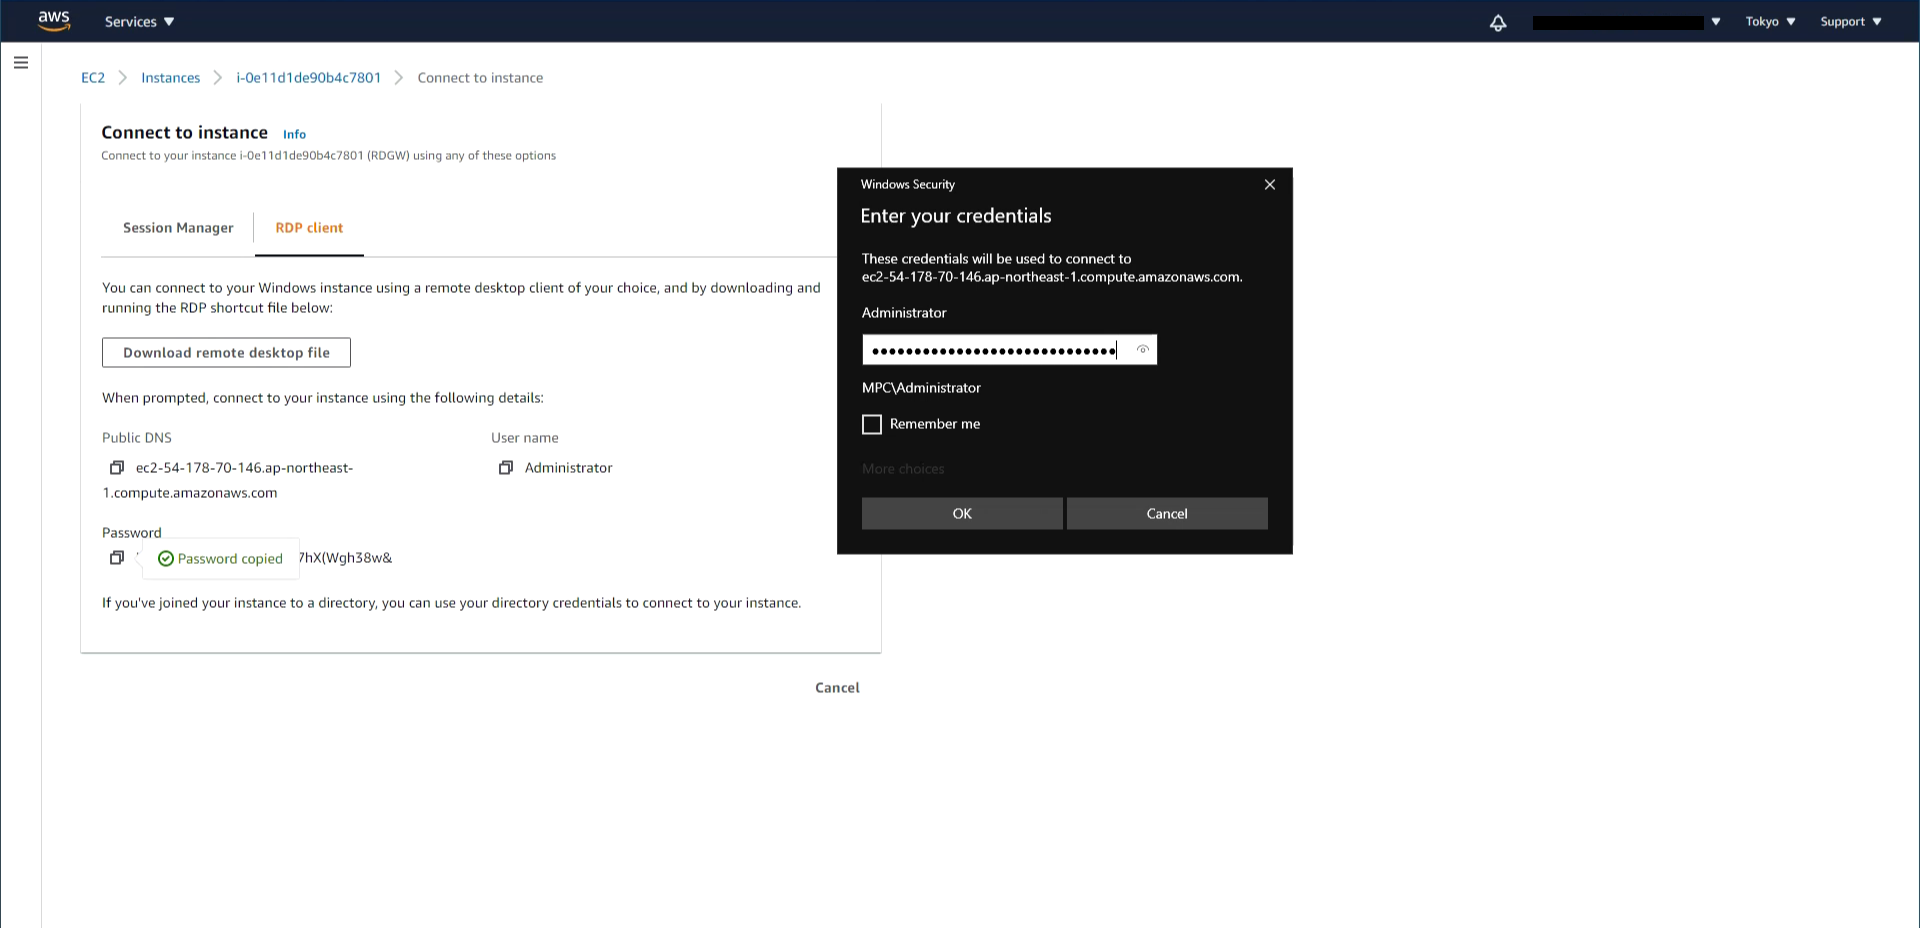 aws
Services
Tokyo
Support
EC2 Instances i-0e11d1de90b4c7801 Connect to instance
Connect to instance Info
Connect to your instance i-0e11d1de90b4c7801 (RDGW) using any of these options
Session Manager
RDP client
You can connect to your Windows instance using a remote desktop client of your choice, and by downloading and
running the RDP shortcut file below:
Download remote desktop file
When prompted, connect to your instance using the following details:
Public DNS
ec2-54-178-70-146.ap-northeast-
1.compute.amazonaws.com
User name
Administrator
Password
Password copied
7hX(Wgh38w&
If you've joined your instance to a directory, you can use your directory credentials to connect to your instance.
Cancel
Windows Security
Enter your credentials
These credentials will be used to connect to
ec2-54-178-70-146.ap-northeast-1.compute.amazonaws.com.
Administrator
MPC\Administrator
Remember me
More choices
OK
Cancel